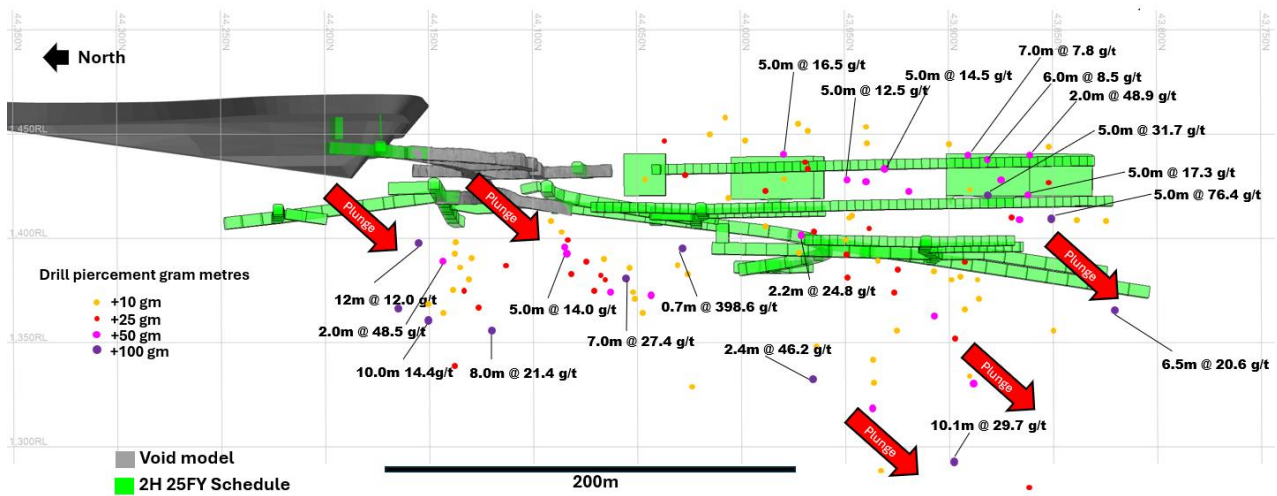 44,350N
44,300N
44,250N
44,200N
44,150N
44,100N
44,050N
44,000N
43,950N
43,900N
43,850N
43,800N
43,750N
North
7.0m @ 7.8 g/t
5.0m @ 16.5 g/t
5.0m @ 14.5 g/t
6.0m @ 8.5 g/t
5.0m @ 12.5 g/t
2.0m @ 48.9 g/t
1,450RL
5.0m @ 31.7 g/t
5.0m @ 17.3 g/t
5.0m @ 76.4 g/t
Plunge
Plunge
1,400RL
Plunge
Drill piercement gram metres
+10 gm
+25 gm
+50 gm
+100 gm
12m @ 12.0 g/t
2.0m @ 48.5 g/t
5.0m @ 14.0 g/t
0.7m @ 398.6 g/t
2.2m @ 24.8 g/t
1,350RL
7.0m @ 27.4 g/t
2.4m @ 46.2 g/t
10.0m 14.4g/t
8.0m @ 21.4 g/t
6.5m @ 20.6 g/t
Plunge
10.1m @ 29.7 g/t
Plunge
1,300RL
Void model
2H 25FY Schedule
200m